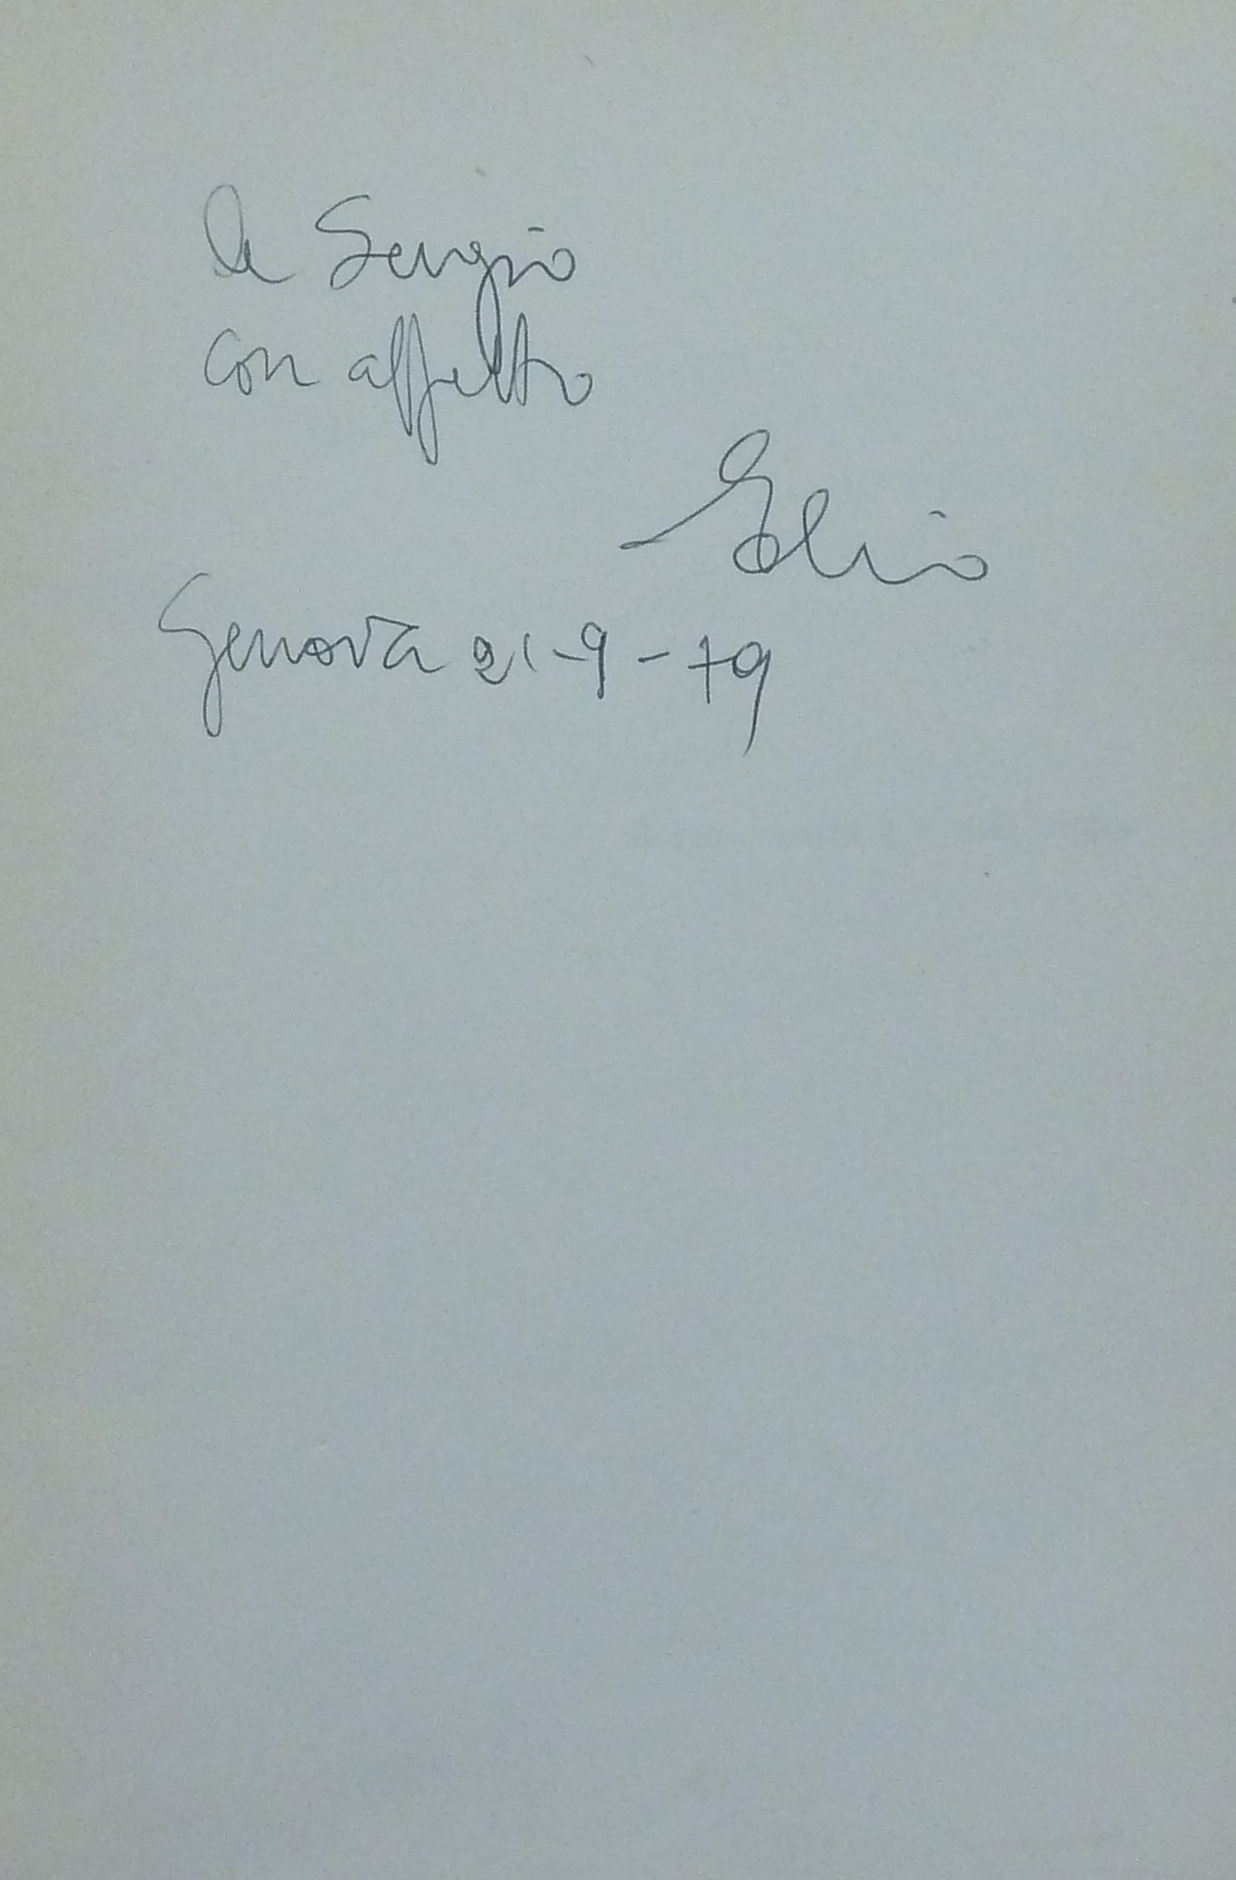 a Sergio
con affetto
Elio
Genova 21-9-79